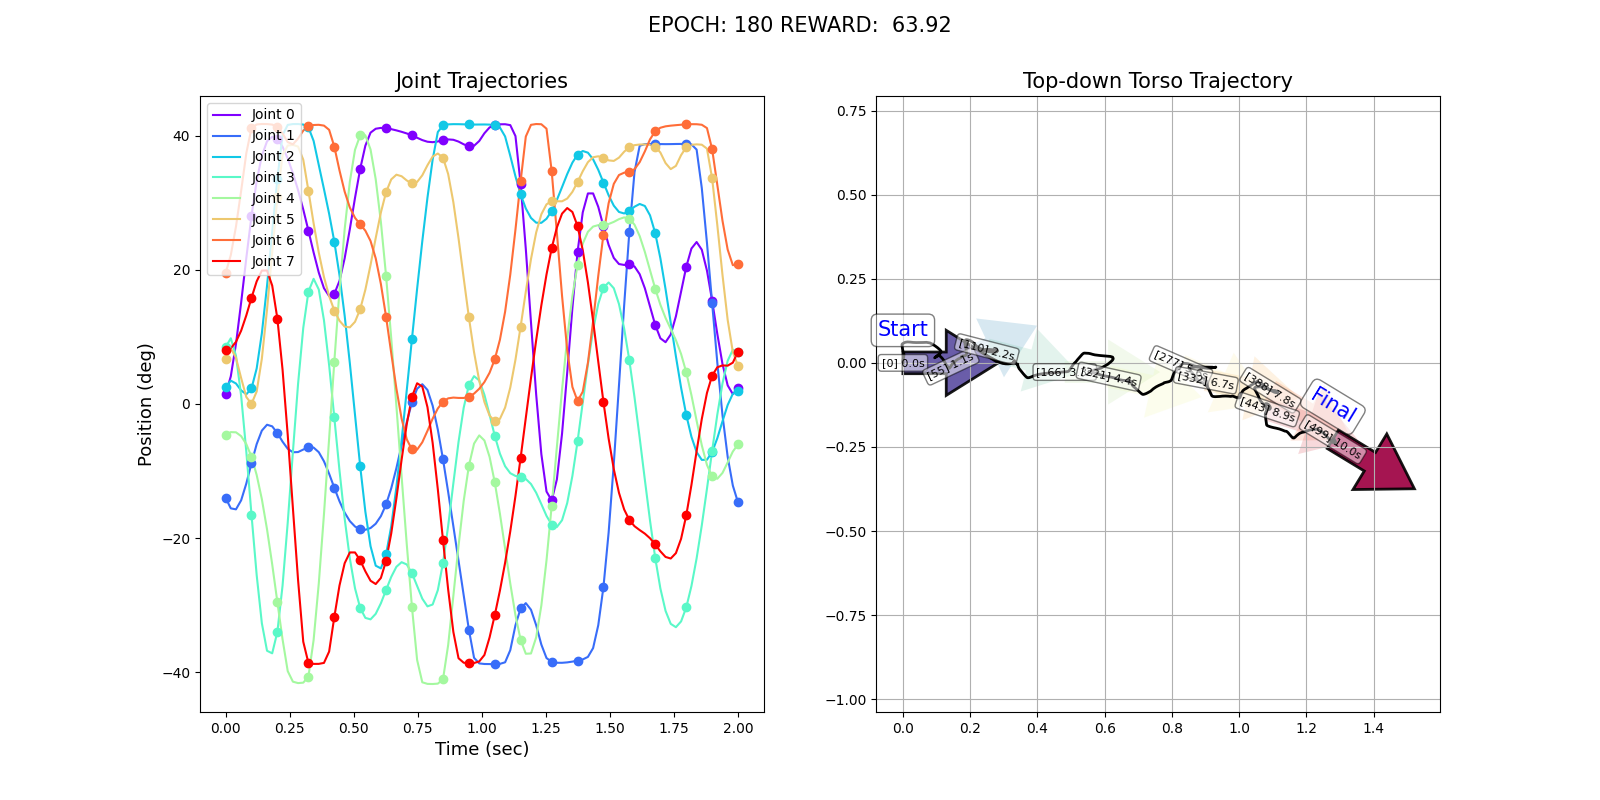 EPOCH: 180 REWARD:  63.92
Joint Trajectories
Joint 0
Joint 1
Joint 2
Joint 3
Joint 4
Joint 5
Joint 6
Joint 7
40
20
0
−20
−40
Position (deg)
0.00 0.25 0.50 0.75 1.00 1.25 1.50 1.75 2.00
Time (sec)
Top-down Torso Trajectory
0.75
0.50
0.25
0.00
−0.25
−0.50
−0.75
−1.00
0.0 0.2 0.4 0.6 0.8 1.0 1.2 1.4
Start
[0] 0.0s
[55] 1.1s
[110] 2.2s
[166]
[221] 4.4s
[277]
[332] 6.7s
[388] 7.8s
[443] 8.9s
[499] 10.0s
Final